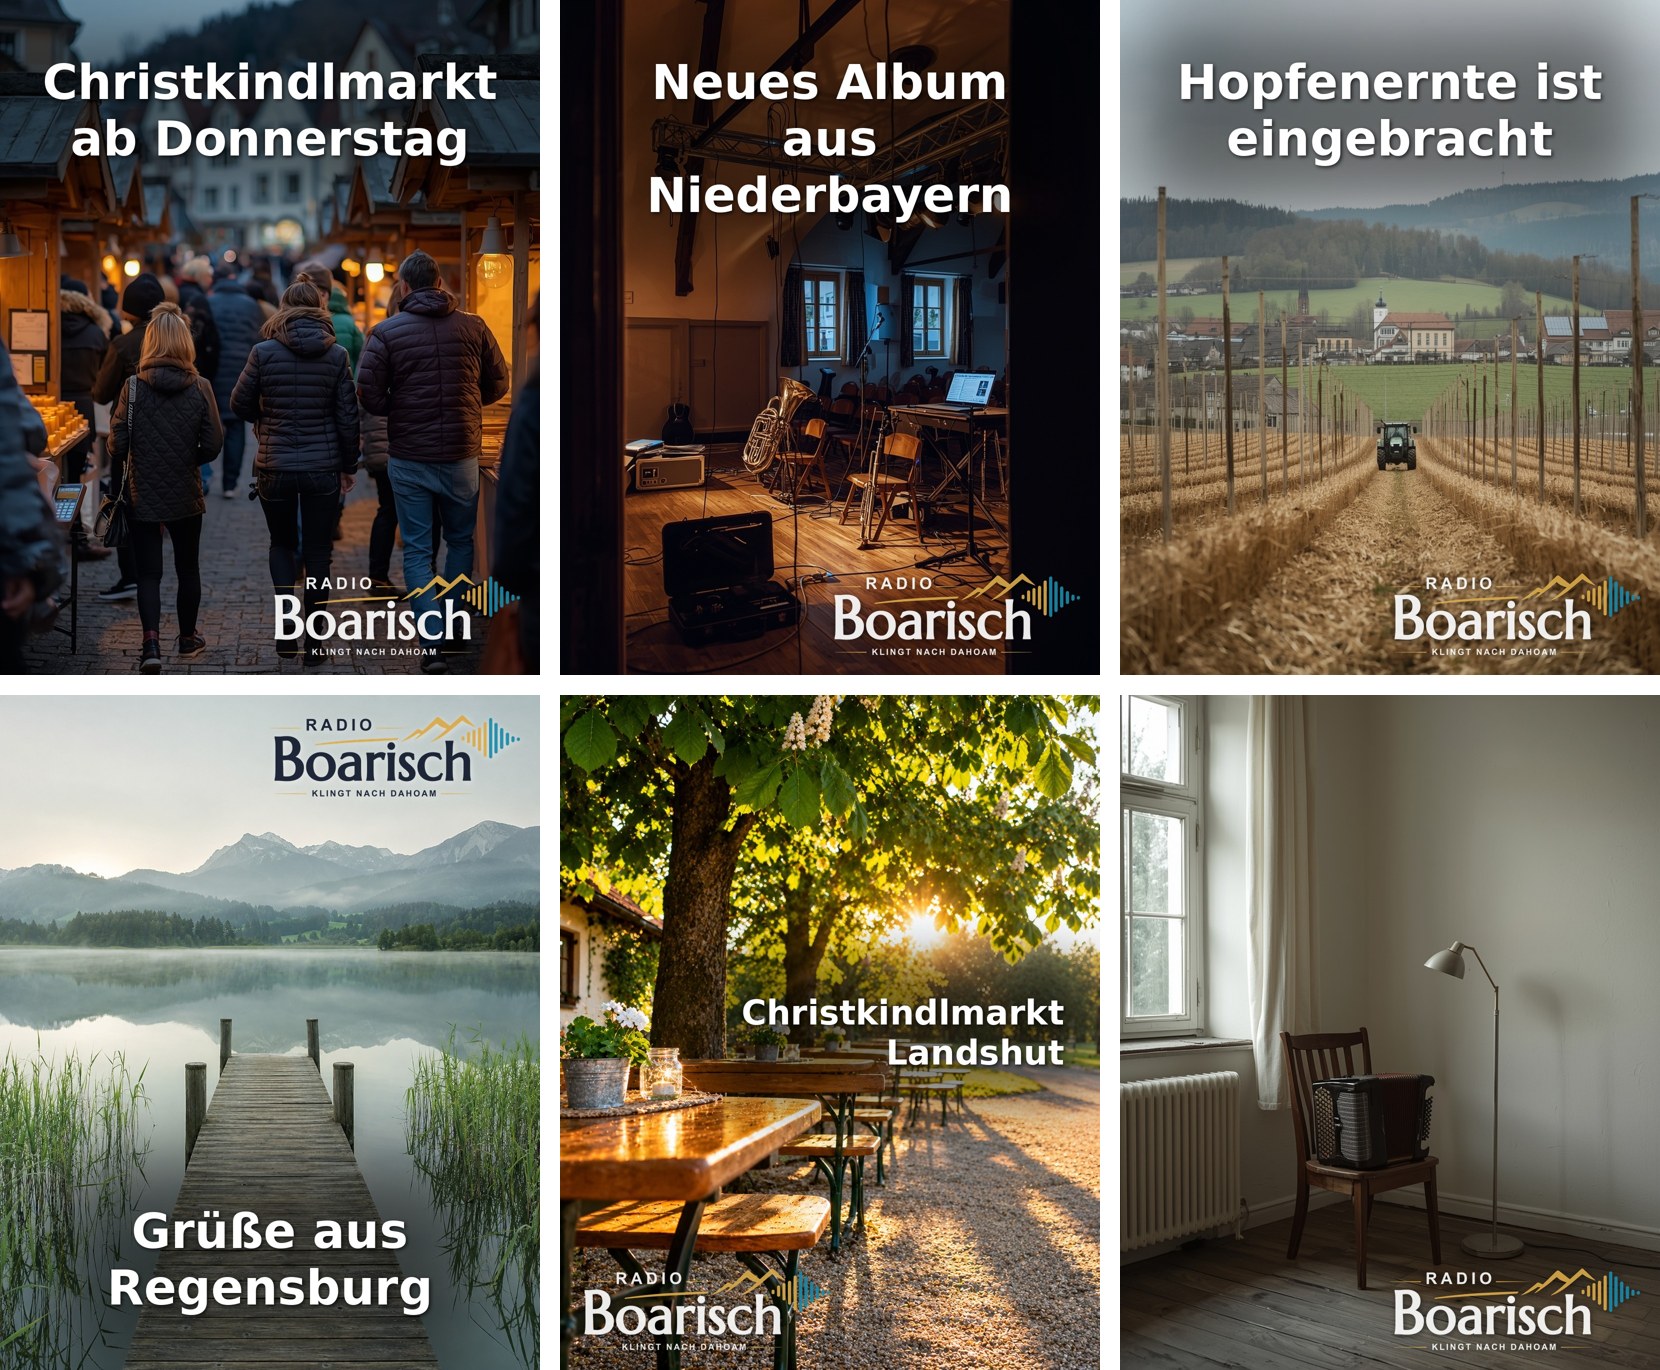 Christkindlmarkt
ab Donnerstag
RADIO
Boarisch
KLINGT NACH DAHOAM
Neues Album
aus
Niederbayern
RADIO
Boarisch
KLINGT NACH DAHOAM
Hopfenernte ist
eingebracht
RADIO
Boarisch
KLINGT NACH DAHOAM
RADIO
Boarisch
KLINGT NACH DAHOAM
Grüße aus
Regensburg
Christkindlmarkt
Landshut
RADIO
Boarisch
KLINGT NACH DAHOAM
RADIO
Boarisch
KLINGT NACH DAHOAM